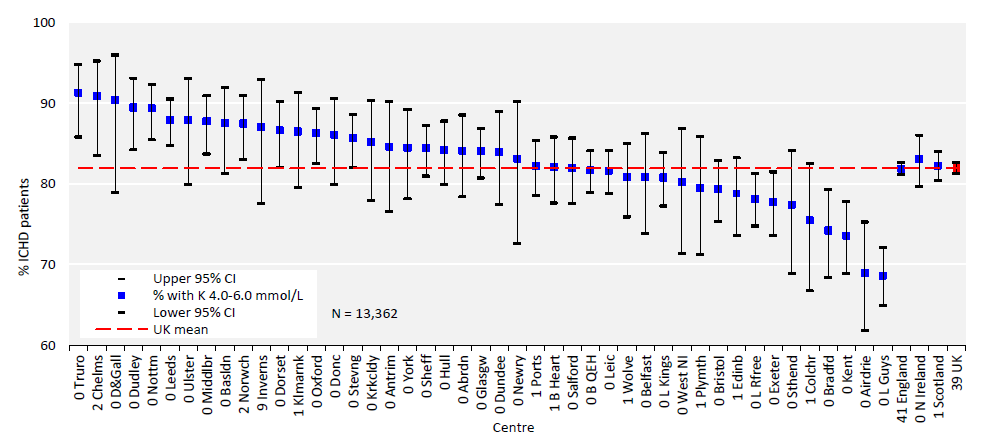 100
90
80
70
60
% ICHD patients
Upper 95% CI
% with K 4.0-6.0 mmol/L
Lower 95% CI
UK mean
N = 13,362
0 Truro
2 Chelms
0 D&Gall
0 Dudley
0 Nottm
0 Leeds
0 Ulster
0 Middlbr
0 Basldn
2 Norwch
9 Inverns
0 Dorset
1 Klmarnk
0 Oxford
0 Donc
0 Stevng
0 Krkcldy
0 Antrim
0 York
0 Sheff
0 Hull
0 Abrdn
0 Glasgw
0 Dundee
0 Newry
1 Ports
1 B Heart
0 Salford
0 B QEH
0 Leic
1 Wolve
0 Belfast
0 L Kings
0 West NI
1 Plymth
0 Bristol
1 Edinb
0 L Rfree
0 Exeter
0 Sthend
1 Colchr
0 Bradfd
0 Kent
0 Airdrie
0 L Guys
41 England
0 N Ireland
1 Scotland
39 UK
Centre